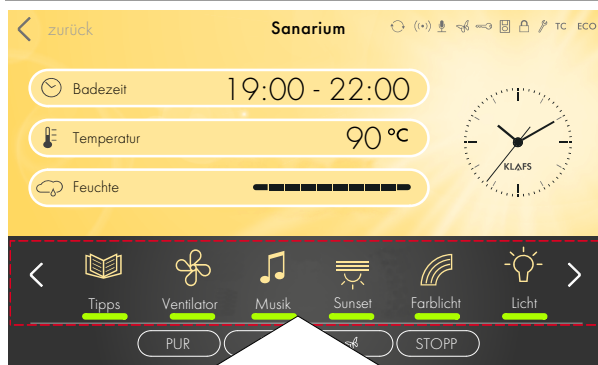 zurück Sanarium TC ECO
Badezeit 19:00 - 22:00
Temperatur 90 °C
KLAFS
Feuchte
Tipps Ventilator Musik Sunset Farblicht Licht
PUR STOPP